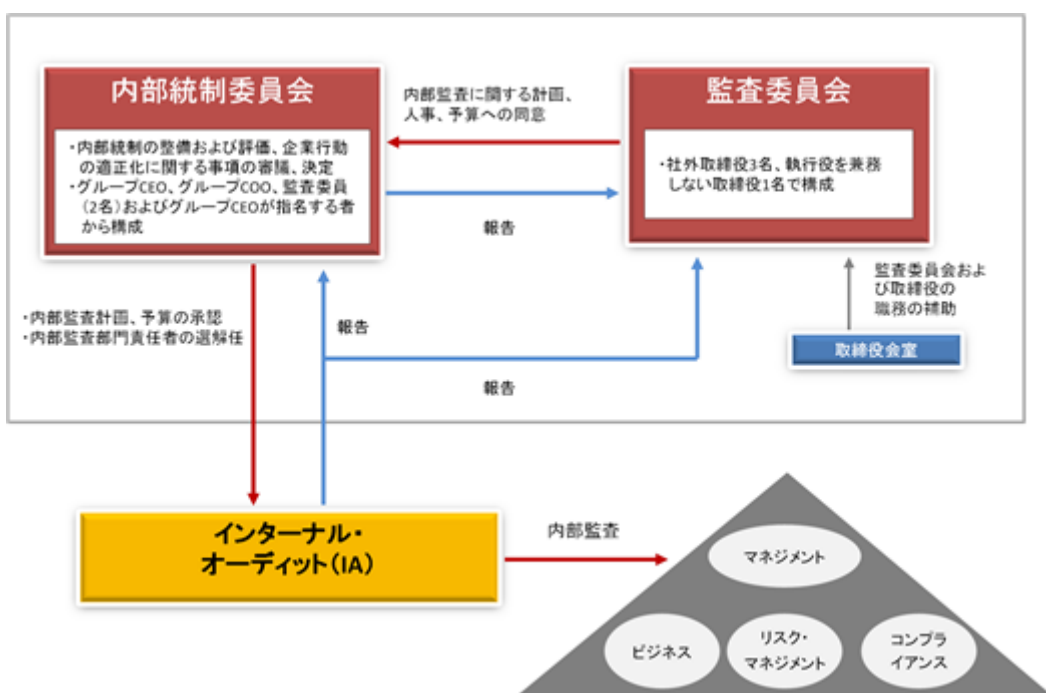 内部統制委員会
・内部統制の整備および評価、企業行動
の適正化に関する事項の審議、決定
・グループCEO、グループCOO、監査委員
(2名)およびグループCEOが指名する者
から構成
内部監査に関する計画、
人事、予算への同意
報告
監査委員会
・社外取締役3名、執行役を兼務
しない取締役1名で構成
監査委員会およ
び取締役の
職務の補助
取締役会室
・内部監査計画、予算の承認
・内部監査部門責任者の選解任
報告
報告
インターナル・
オーディット(IA)
内部監査
マネジメント
ビジネス
リスク・
マネジメント
コンプラ
イアンス